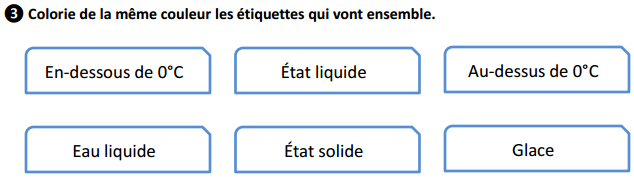 3 Colorie de la même couleur les étiquettes qui vont ensemble.
En-dessous de 0°C
État liquide
Au-dessus de 0°C
Eau liquide
État solide
Glace